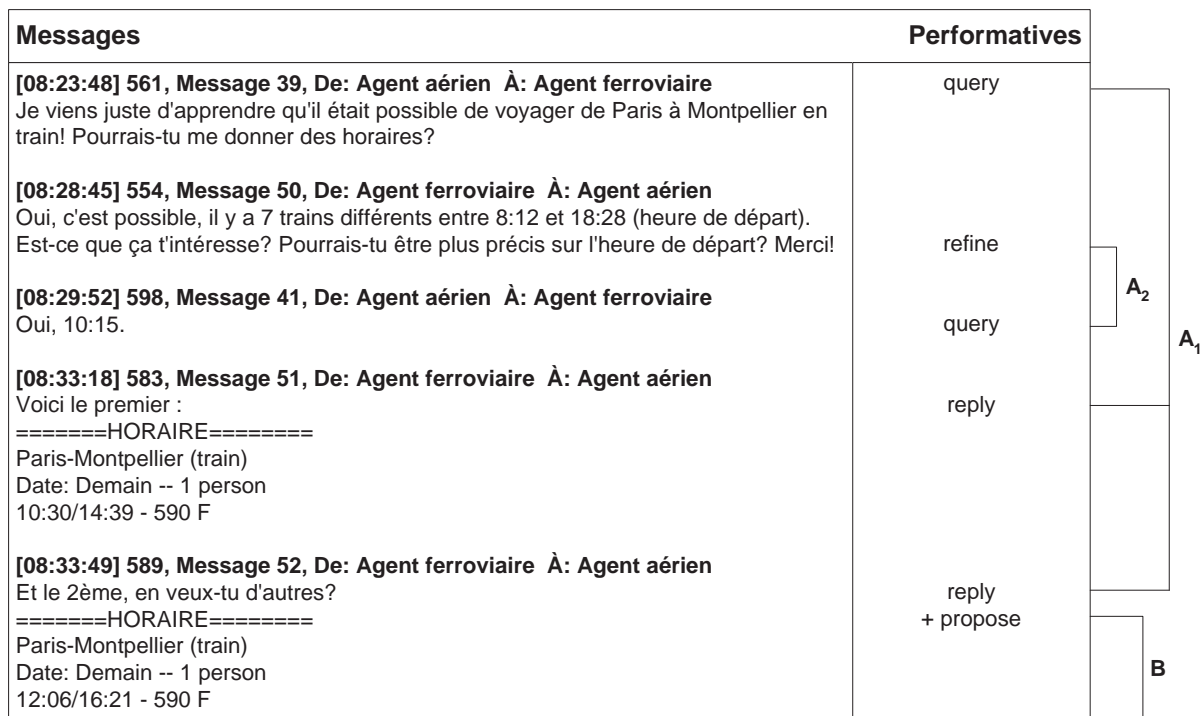 Messages Performatives
[08:23:48] 561, Message 39, De: Agent aérien À: Agent ferroviaire query
Je viens juste d'apprendre qu'il était possible de voyager de Paris à Montpellier en
train! Pourrais-tu me donner des horaires?
[08:28:45] 554, Message 50, De: Agent ferroviaire À: Agent aérien
Oui, c'est possible, il y a 7 trains différents entre 8:12 et 18:28 (heure de départ).
Est-ce que ça t'intéresse? Pourrais-tu être plus précis sur l'heure de départ? Merci! refine
A2
[08:29:52] 598, Message 41, De: Agent aérien À: Agent ferroviaire
Oui, 10:15. query
A1
[08:33:18] 583, Message 51, De: Agent ferroviaire À: Agent aérien
Voici le premier : reply
=======HORAIRE========
Paris-Montpellier (train)
Date: Demain -- 1 person
10:30/14:39 - 590 F
[08:33:49] 589, Message 52, De: Agent ferroviaire À: Agent aérien
Et le 2ème, en veux-tu d'autres? reply
=======HORAIRE======== + propose
Paris-Montpellier (train)
Date: Demain -- 1 person B
12:06/16:21 - 590 F